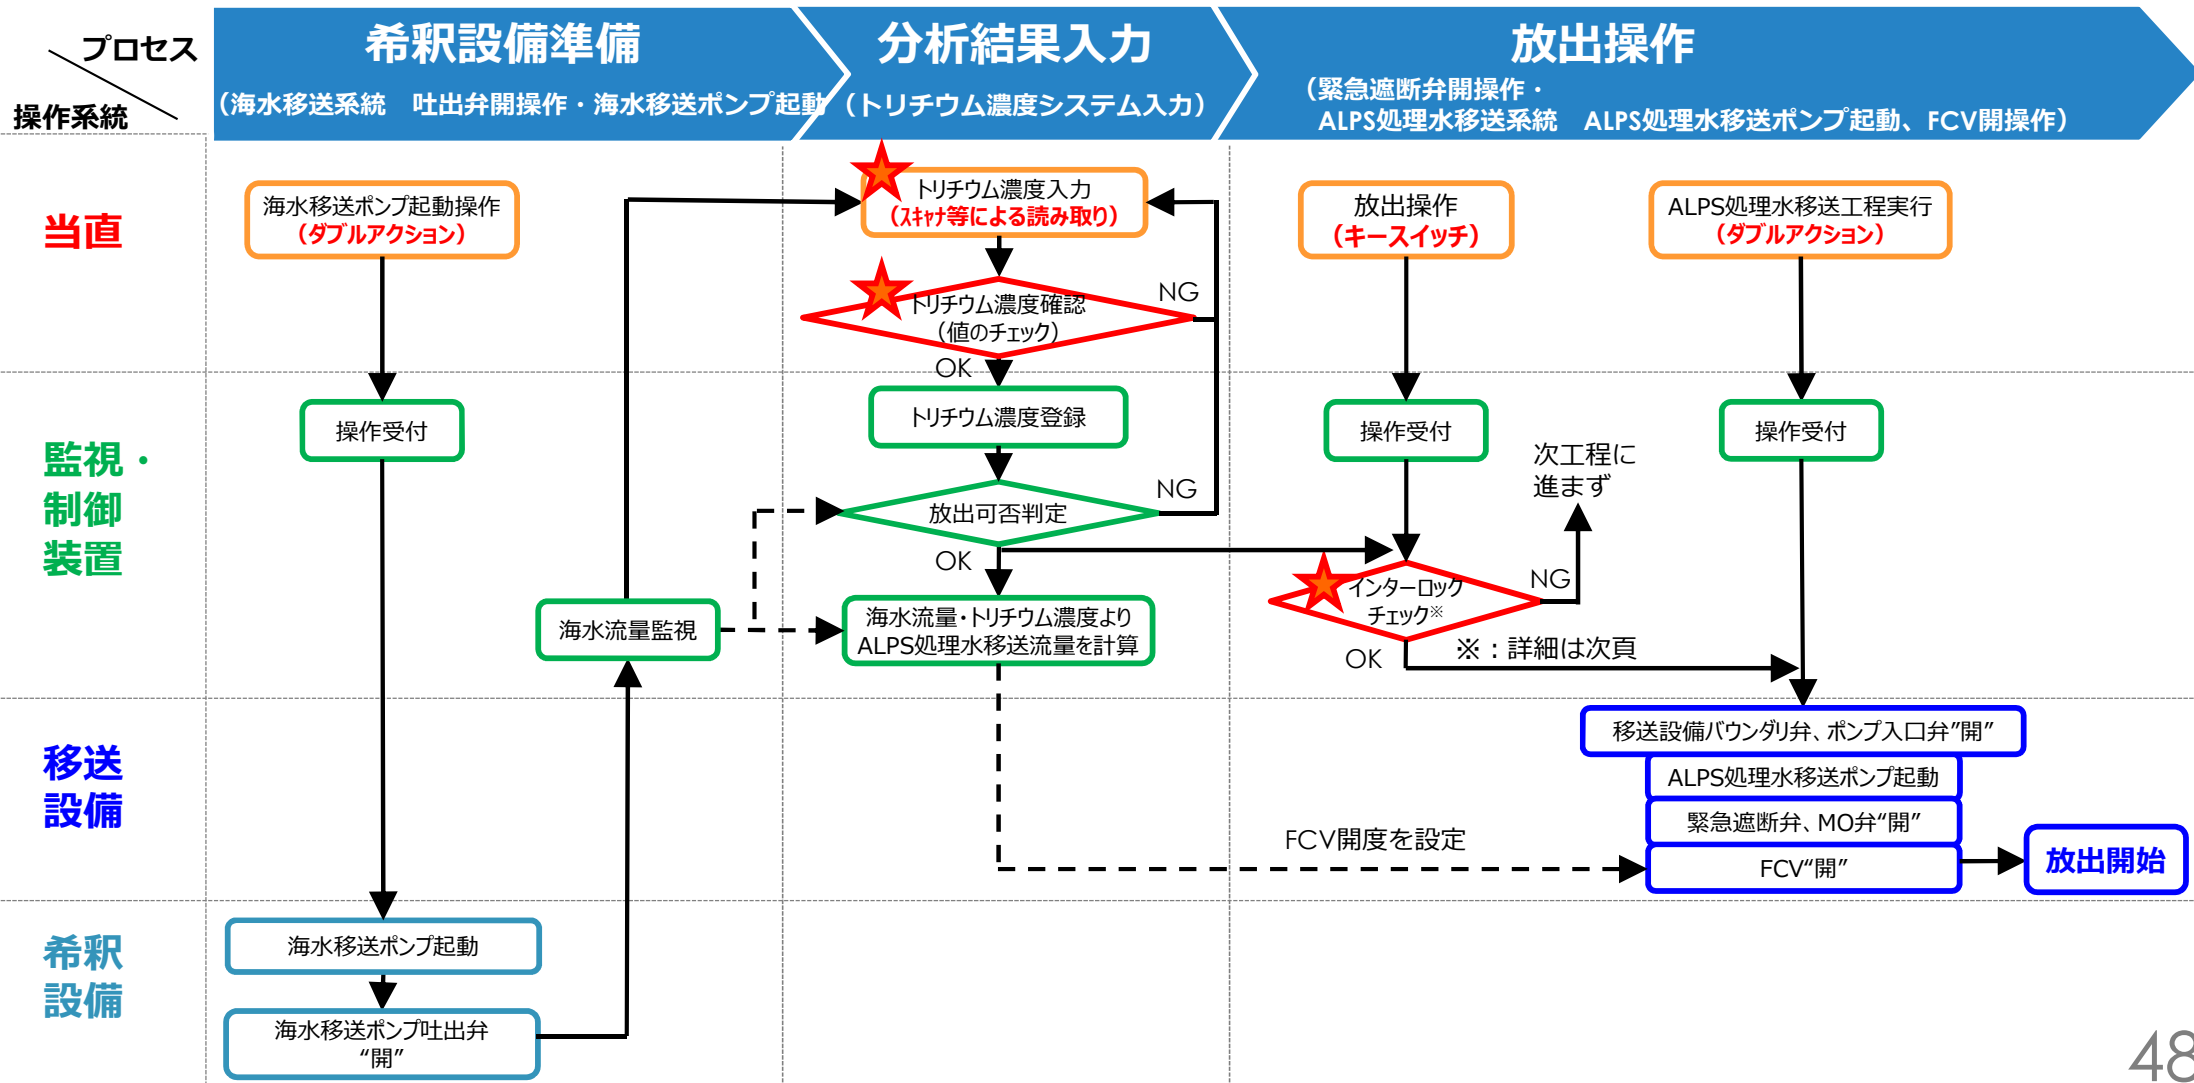 プロセス
操作系統
希釈設備準備
（海水移送系統　吐出弁開操作・海水移送ポンプ起動
分析結果入力
（トリチウム濃度システム入力）
放出操作
（緊急遮断弁開操作・
ALPS処理水移送系統　ALPS処理水移送ポンプ起動、FCV開操作）
当直
海水移送ポンプ起動操作
（ダブルアクション）
トリチウム濃度入力
（スキャナ等による読み取り）
トリチウム濃度確認
（値のチェック）
NG
OK
放出操作
（キースイッチ）
ALPS処理水移送工程実行
（ダブルアクション）
監視・
制御
装置
操作受付
海水流量監視
トリチウム濃度登録
放出可否判定
NG
OK
海水流量・トリチウム濃度より
ALPS処理水移送流量を計算
操作受付
次工程に
進まず
インターロック
チェック※
NG
OK
※：詳細は次頁
操作受付
移送
設備
移送設備バウンダリ弁、ポンプ入口弁”開”
ALPS処理水移送ポンプ起動
緊急遮断弁、MO弁“開”
FCV開度を設定
FCV“開”
放出開始
希釈
設備
海水移送ポンプ起動
海水移送ポンプ吐出弁
“開”
48